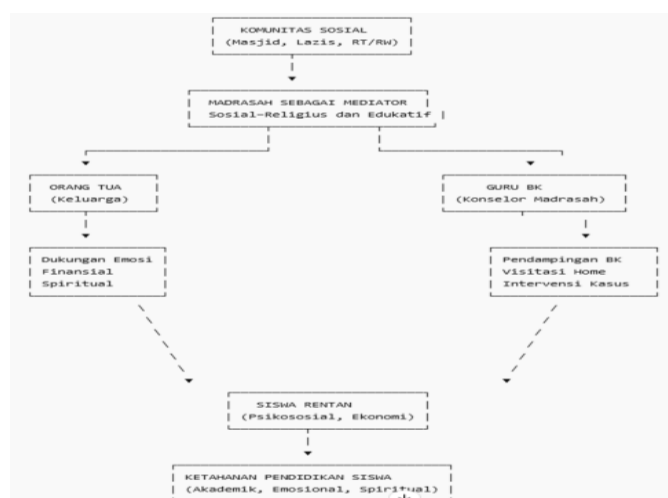 KOMUNITAS SOSIAL
(Masjid, Lazis, RT/RW)
MADRASAH SEBAGAI MEDIATOR
Sosial-Religius dan Edukatif
ORANG TUA
(Keluarga)
GURU BK
(Konselor Madrasah)
Dukungan Emosi
Finansial
Spiritual
Pendampingan BK
Visitasi Home
Intervensi Kasus
SISWA RENTAN
(Psikososial, Ekonomi)
KETAHANAN PENDIDIKAN SISWA
(Akademik, Emosional, Spiritual)